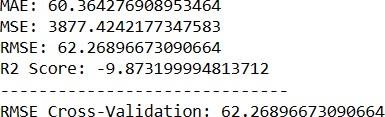 MAE: 60.364276908953464
MSE: 3877.4242177347583
RMSE: 62.26896673090664
R2 Score: -9.873199994813712
------------------------------
RMSE Cross-Validation: 62.26896673090664